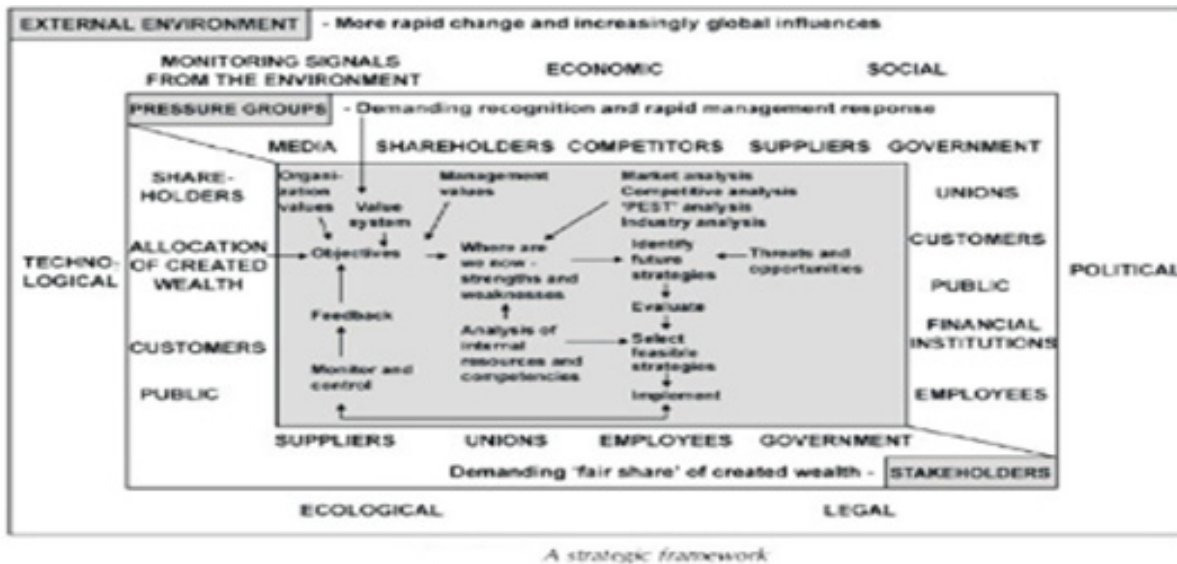 EXTERNAL ENVIRONMENT - More rapid change and increasingly global influences
MONITORING SIGNALS
FROM THE ENVIRONMENT
ECONOMIC
SOCIAL
PRESSURE GROUPS - Demanding recognition and rapid management response
MEDIA SHAREHOLDERS COMPETITORS SUPPLIERS GOVERNMENT
SHARE-
HOLDERS
ALLOCATION
OF CREATED
WEALTH
CUSTOMERS
PUBLIC
TECHNO-
LOGICAL
Organi-
zation
values
Value
system
Management
values
Market analysis
Competitive analysis
'PEST' analysis
Industry analysis
Objectives
Where are
we now -
strengths and
weaknesses
Identify
future
strategies
Threats and
opportunities
Feedback
Evaluate
Analysis of
internal
resources and
competencies
Select
feasible
strategies
Monitor and
control
Implement
UNIONS
CUSTOMERS
PUBLIC
FINANCIAL
INSTITUTIONS
EMPLOYEES
POLITICAL
SUPPLIERS UNIONS EMPLOYEES GOVERNMENT
Demanding 'fair share' of created wealth - STAKEHOLDERS
ECOLOGICAL
LEGAL
A strategic framework